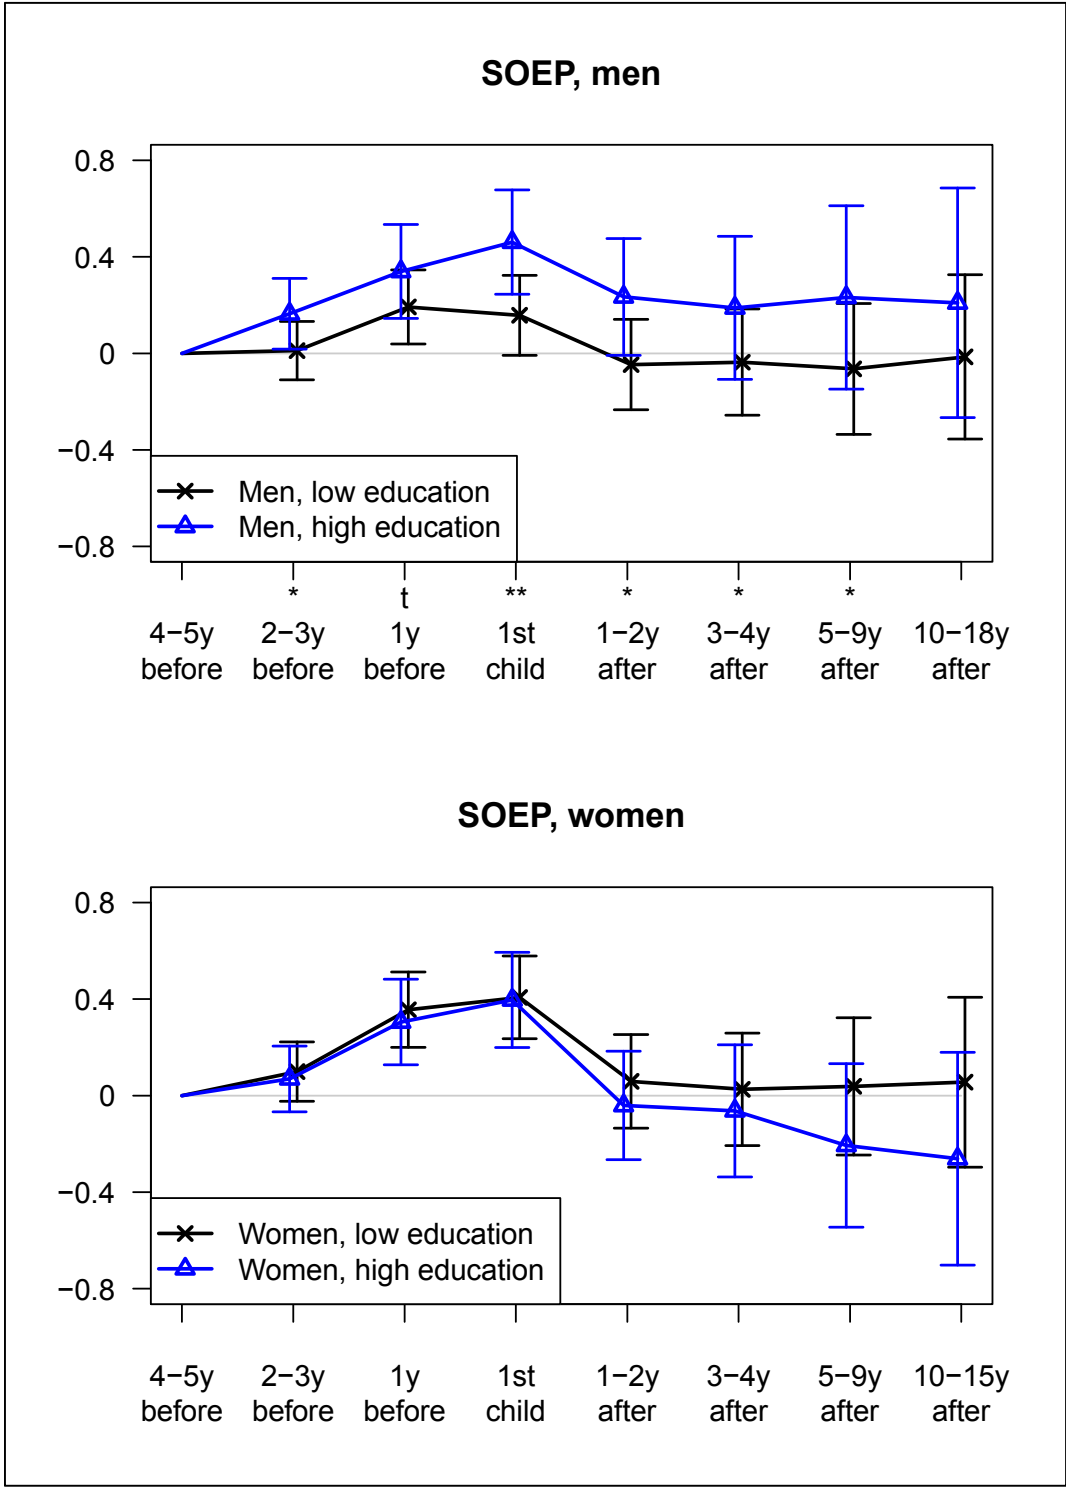 SOEP, men
0.8
0.4
0
−0.4
−0.8
Men, low education
Men, high education
* t ** * * *
4−5y 2−3y 1y 1st 1−2y 3−4y 5−9y 10−18y
before before before child after after after after
SOEP, women
0.8
0.4
0
−0.4
−0.8
Women, low education
Women, high education
4−5y 2−3y 1y 1st 1−2y 3−4y 5−9y 10−15y
before before before child after after after after